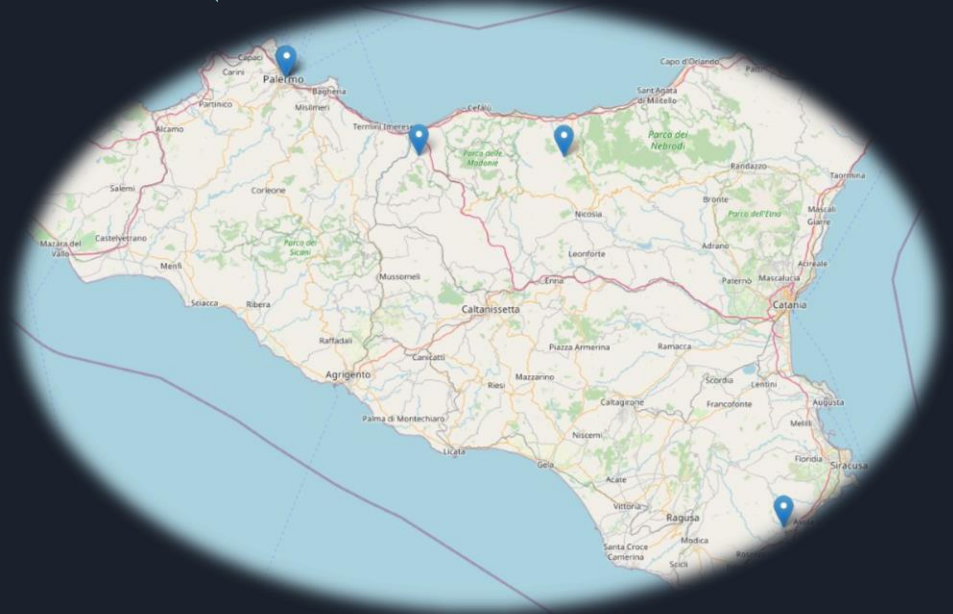 Capaci
Carini
Palermo
Bagheria
Partinico
Misilmeri
Alcamo
Termini Imerese
Cefalù
Capo d'Orlando
Sant'Agata
di Militello
Parco delle
Madonie
Parco dei
Nebrodi
Randazzo
Taormina
Salemi
Corleone
Nicosia
Bronte
Mascali
Giarre
Parco dell'Etna
Mazara del
Vallo
Castelvetrano
Parco dei
Sicani
Leonforte
Adrano
Acireale
Menfi
Mussomeli
Enna
Paternò
Mascalucia
Sciacca
Ribera
Caltanissetta
Catania
Raffadali
Canicattì
Piazza Armerina
Ramacca
Agrigento
Riesi
Mazzarino
Scordia
Lentini
Palma di Montechiaro
Caltagirone
Francofonte
Augusta
Melilli
Niscemi
Licata
Gela
Floridia
Siracusa
Acate
Vittoria
Ragusa
Modica
Santa Croce
Camerina
Scicli